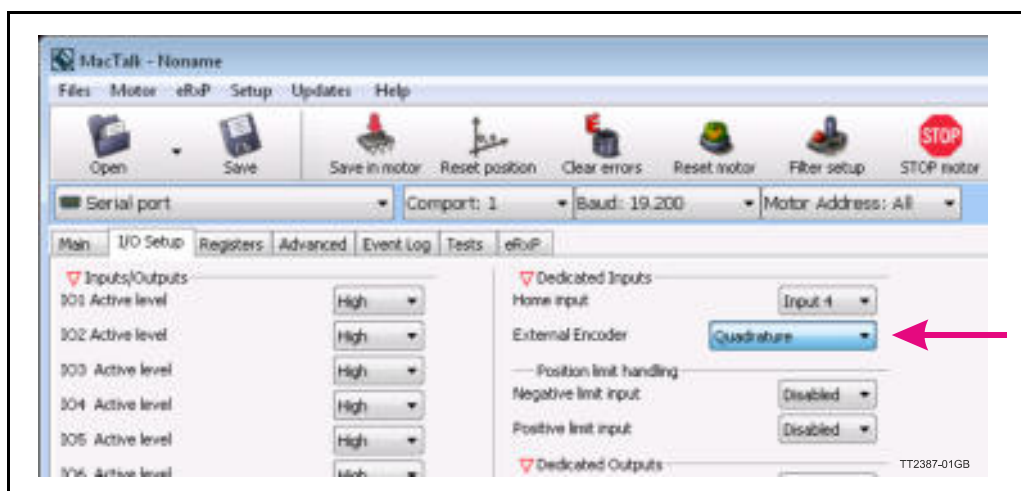 MacTalk - Noname
Files Motor eRxP Setup Updates Help
Open Save Save in motor Reset position Clear errors Reset motor Filter setup STOP STOP motor
Serial port Comport: 1 Baud: 19.200 Motor Address: All
Main I/O Setup Registers Advanced Event Log Tests eRxP
Inputs/Outputs
IO1 Active level High
IO2 Active level High
IO3 Active level High
IO4 Active level High
IO5 Active level High
IO6 Active level High
Dedicated Inputs
Home input Input 4
External Encoder Quadrature
Position limit handling
Negative limit input Disabled
Positive limit input Disabled
Dedicated Outputs
TT2387-01GB